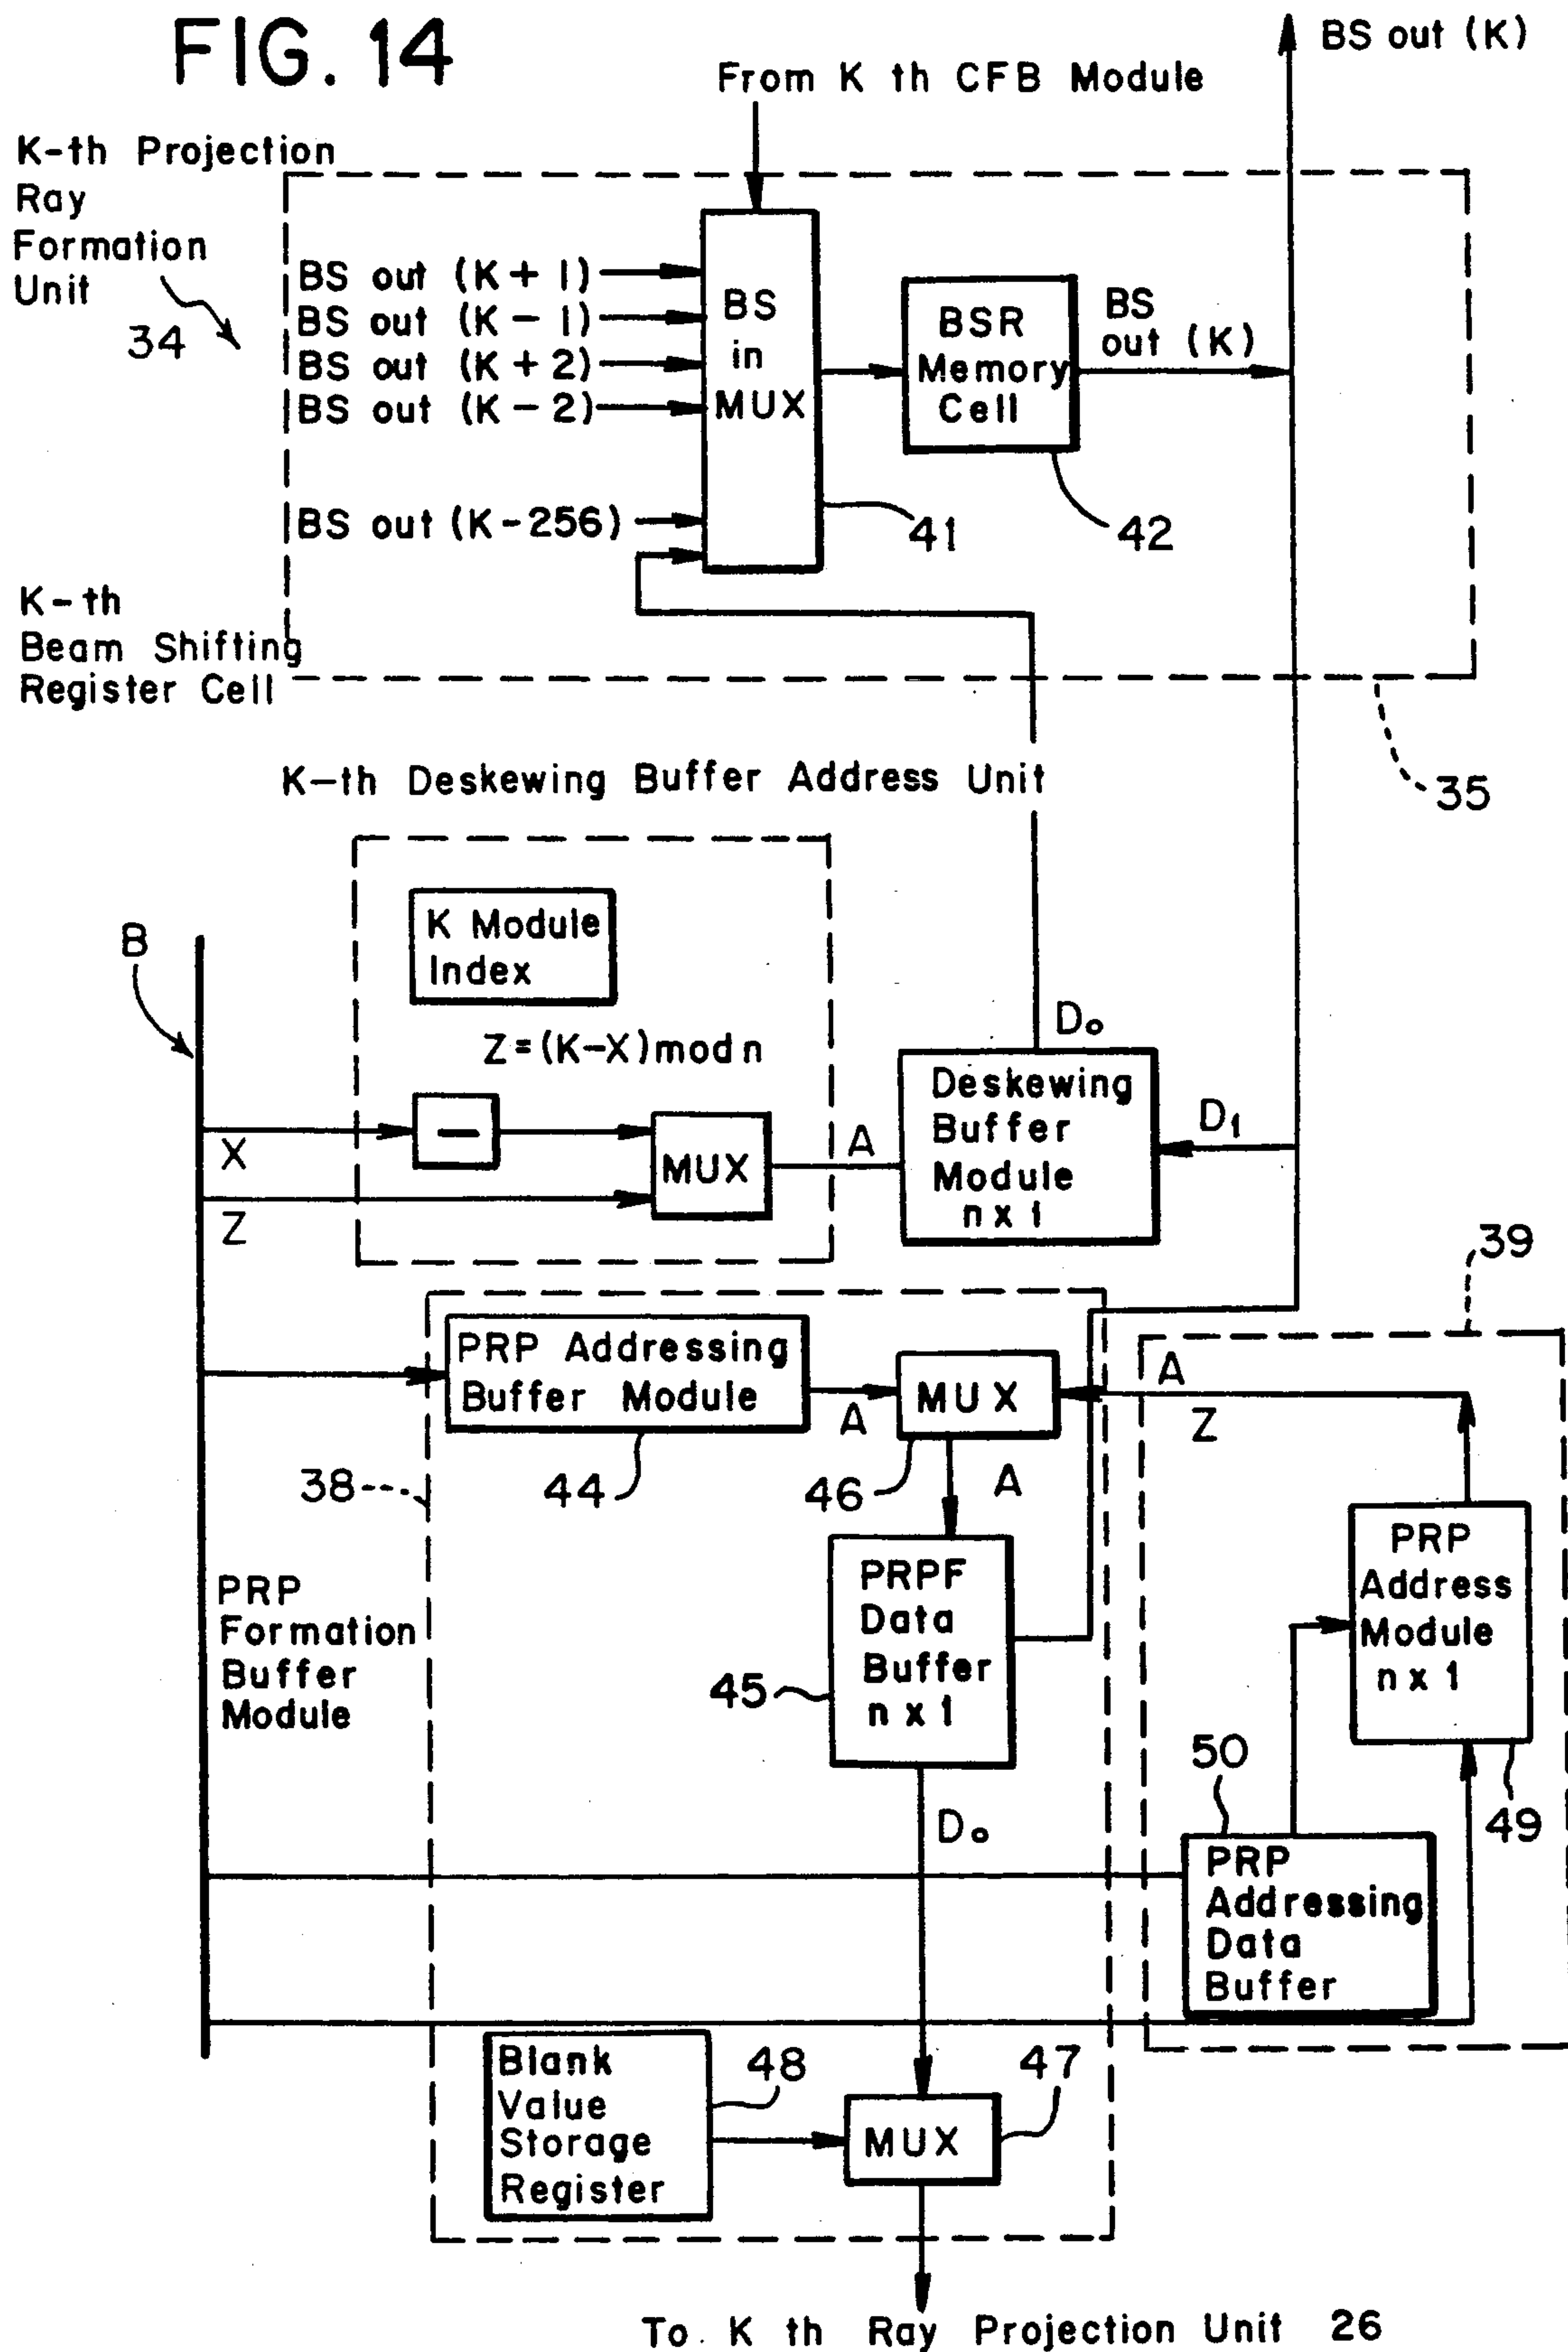 FIG. 14
BS out (K)
From K th CFB Module
K-th Projection
Ray
Formation
Unit
34
BS out (K + 1)
BS out (K - 1)
BS out (K + 2)
BS out (K - 2)
BS out (K-256)
BS
in
MUX
BSR
Memory
Cell
BS
out (K)
41
42
K-th
Beam Shifting
Register Cell
35
K-th Deskewing Buffer Address Unit
B
K Module
Index
Z=(K-X)mod n
X
Z
—
MUX
A
Do
Deskewing
Buffer
Module
n x 1
D1
39
PRP Addressing
Buffer Module
A
MUX
A
Z
38
44
46
A
PRP
Formation
Buffer
Module
PRPF
Data
Buffer
n x 1
45
PRP
Address
Module
n x 1
49
50
Do
PRP
Addressing
Data
Buffer
Blank
Value
Storage
Register
48
47
MUX
To K th Ray Projection Unit 26